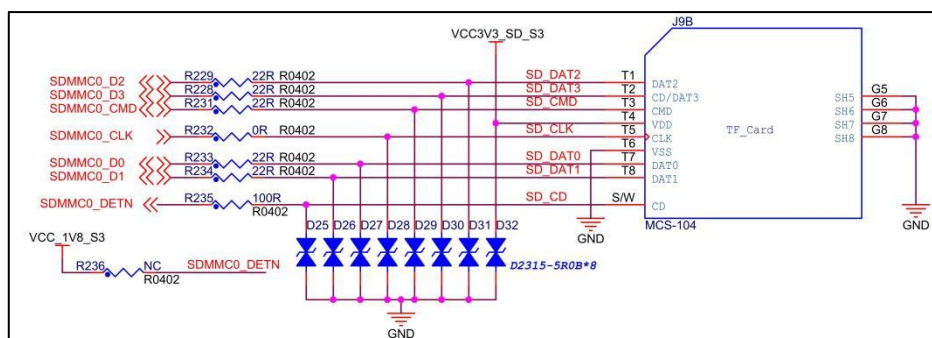 J9B
VCC3V3_SD_S3
SDMMC0_D2 R229 22R R0402 SD_DAT2 T1 DAT2 SH5 G5
SDMMC0_D3 R228 22R R0402 SD_DAT3 T2 CD/DAT3 SH6 G6
SDMMC0_CMD R231 22R R0402 SD_CMD T3 CMD SH7 G7
T4 VDD SH8 G8
SDMMC0_CLK R232 0R R0402 SD_CLK T5 CLK TF_Card
T6 VSS
SDMMC0_D0 R233 22R R0402 SD_DAT0 T7 DAT0
SDMMC0_D1 R234 22R R0402 SD_DAT1 T8 DAT1
SDMMC0_DETN R235 100R R0402 SD_CD S/W CD
MCS-104
D25 D26 D27 D28 D29 D30 D31 D32
GND
GND
VCC_1V8_S3
R236 NC R0402 SDMMC0_DETN
D2315-5R0B*8
GND